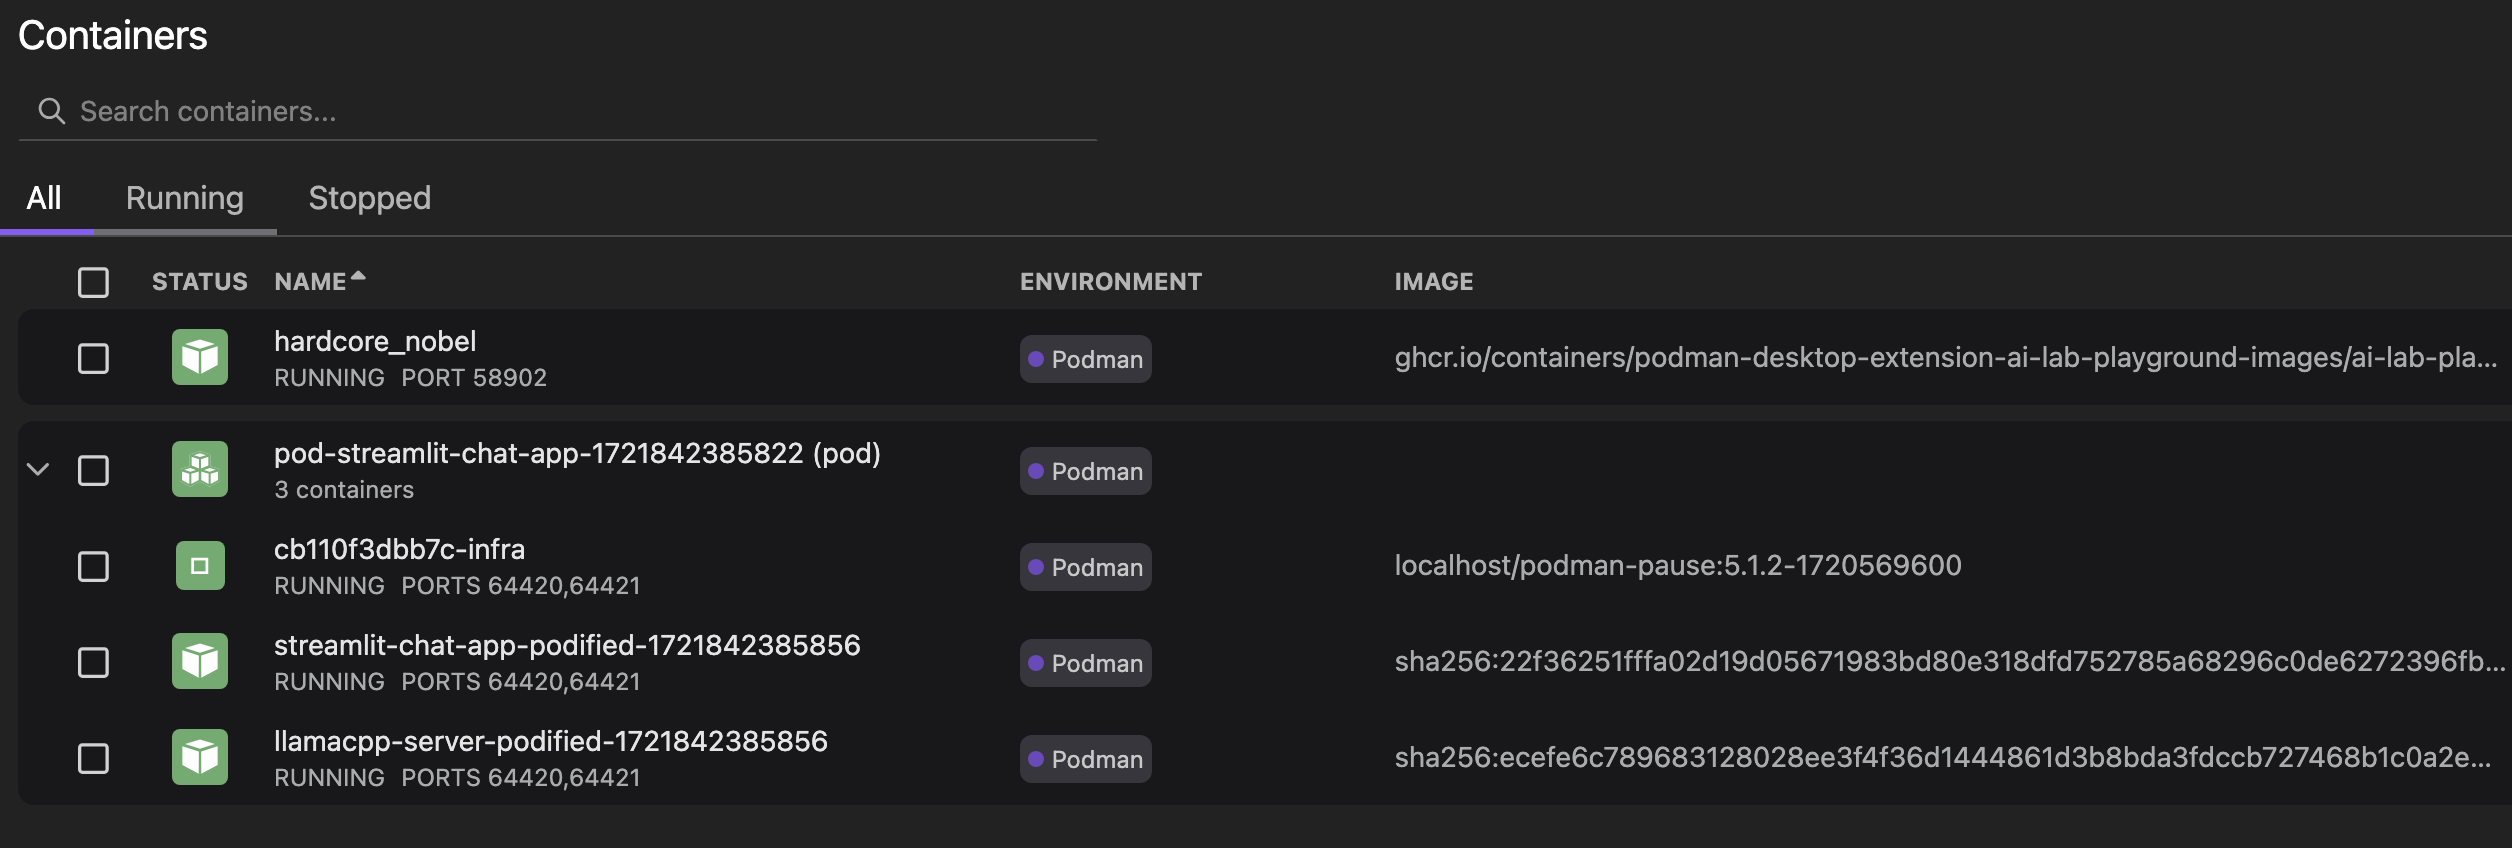 Containers
Search containers...
All Running Stopped
STATUS NAME ENVIRONMENT IMAGE
hardcore_nobel
RUNNING PORT 58902
Podman
ghcr.io/containers/podman-desktop-extension-ai-lab-playground-images/ai-lab-pla...
pod-streamlit-chat-app-1721842385822 (pod)
3 containers
Podman
cb110f3dbb7c-infra
RUNNING PORTS 64420,64421
Podman
localhost/podman-pause:5.1.2-1720569600
streamlit-chat-app-podified-1721842385856
RUNNING PORTS 64420,64421
Podman
sha256:22f36251fffa02d19d05671983bd80e318dfd752785a68296c0de6272396fb...
llamacpp-server-podified-1721842385856
RUNNING PORTS 64420,64421
Podman
sha256:ecefe6c789683128028ee3f4f36d1444861d3b8bda3fdccb727468b1c0a2e...